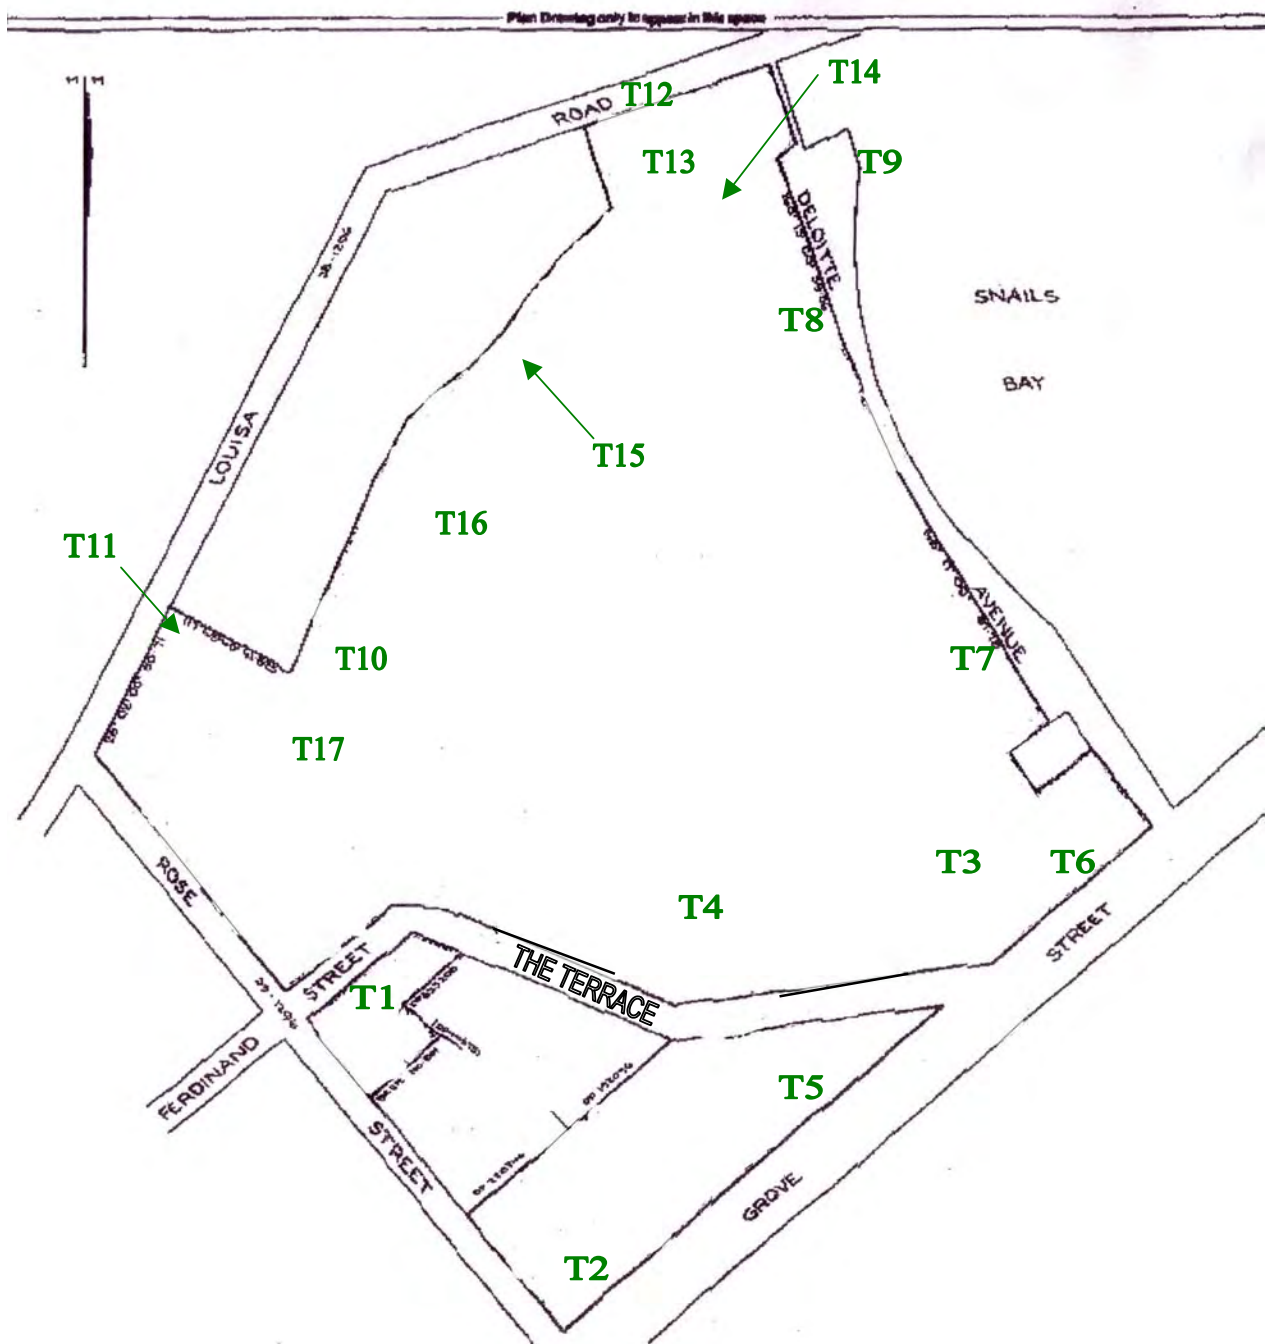 Plan Drawing only to appear in this space
M M
T14
T12
ROAD
T13
T9
DELOITTE
28-1206
SNAILS
T8
BAY
LOUISA
T15
T16
T11
AVENUE
T10
T7
T17
T3
T6
ROSE
T4
STREET
STREET
THE TERRACE
T1
FERDINAND
T5
STREET
GROVE
T2